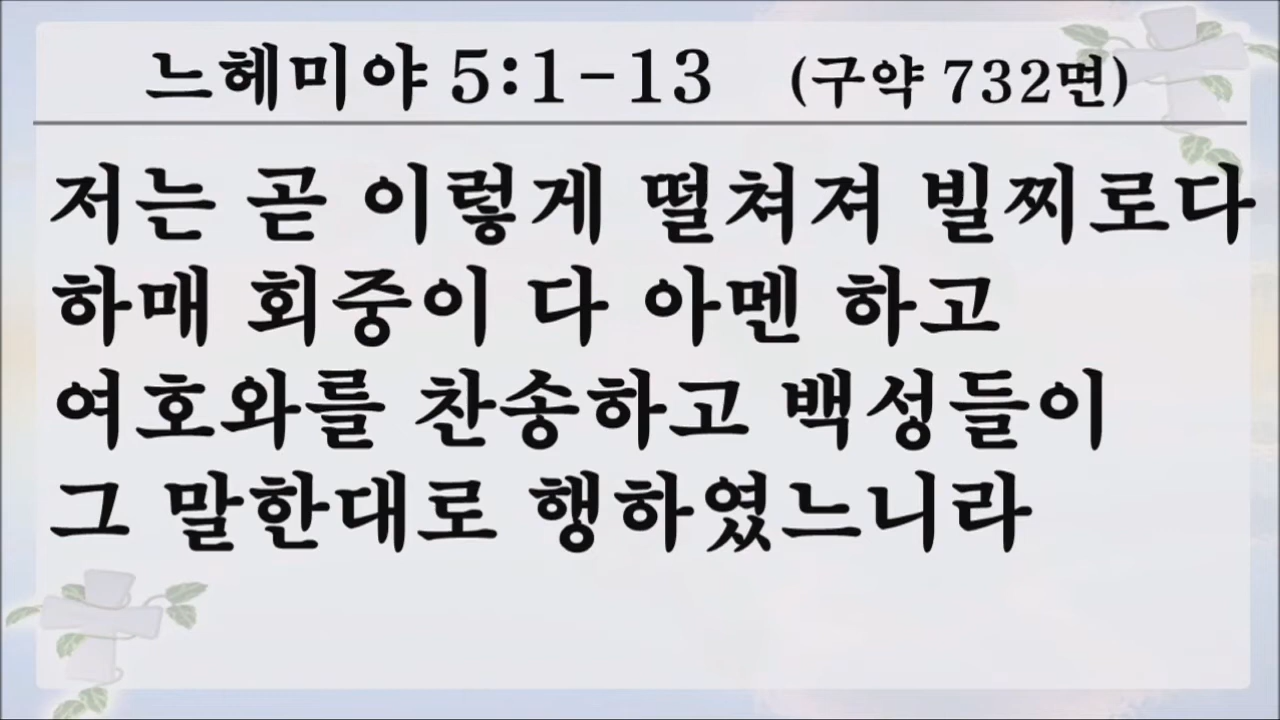 느헤미야 5:1-13 (구약 732면)
저는 곧 이렇게 떨쳐져 빌찌로다
하매 회중이 다 아멘 하고
여호와를 찬송하고 백성들이
그 말한대로 행하였느니라